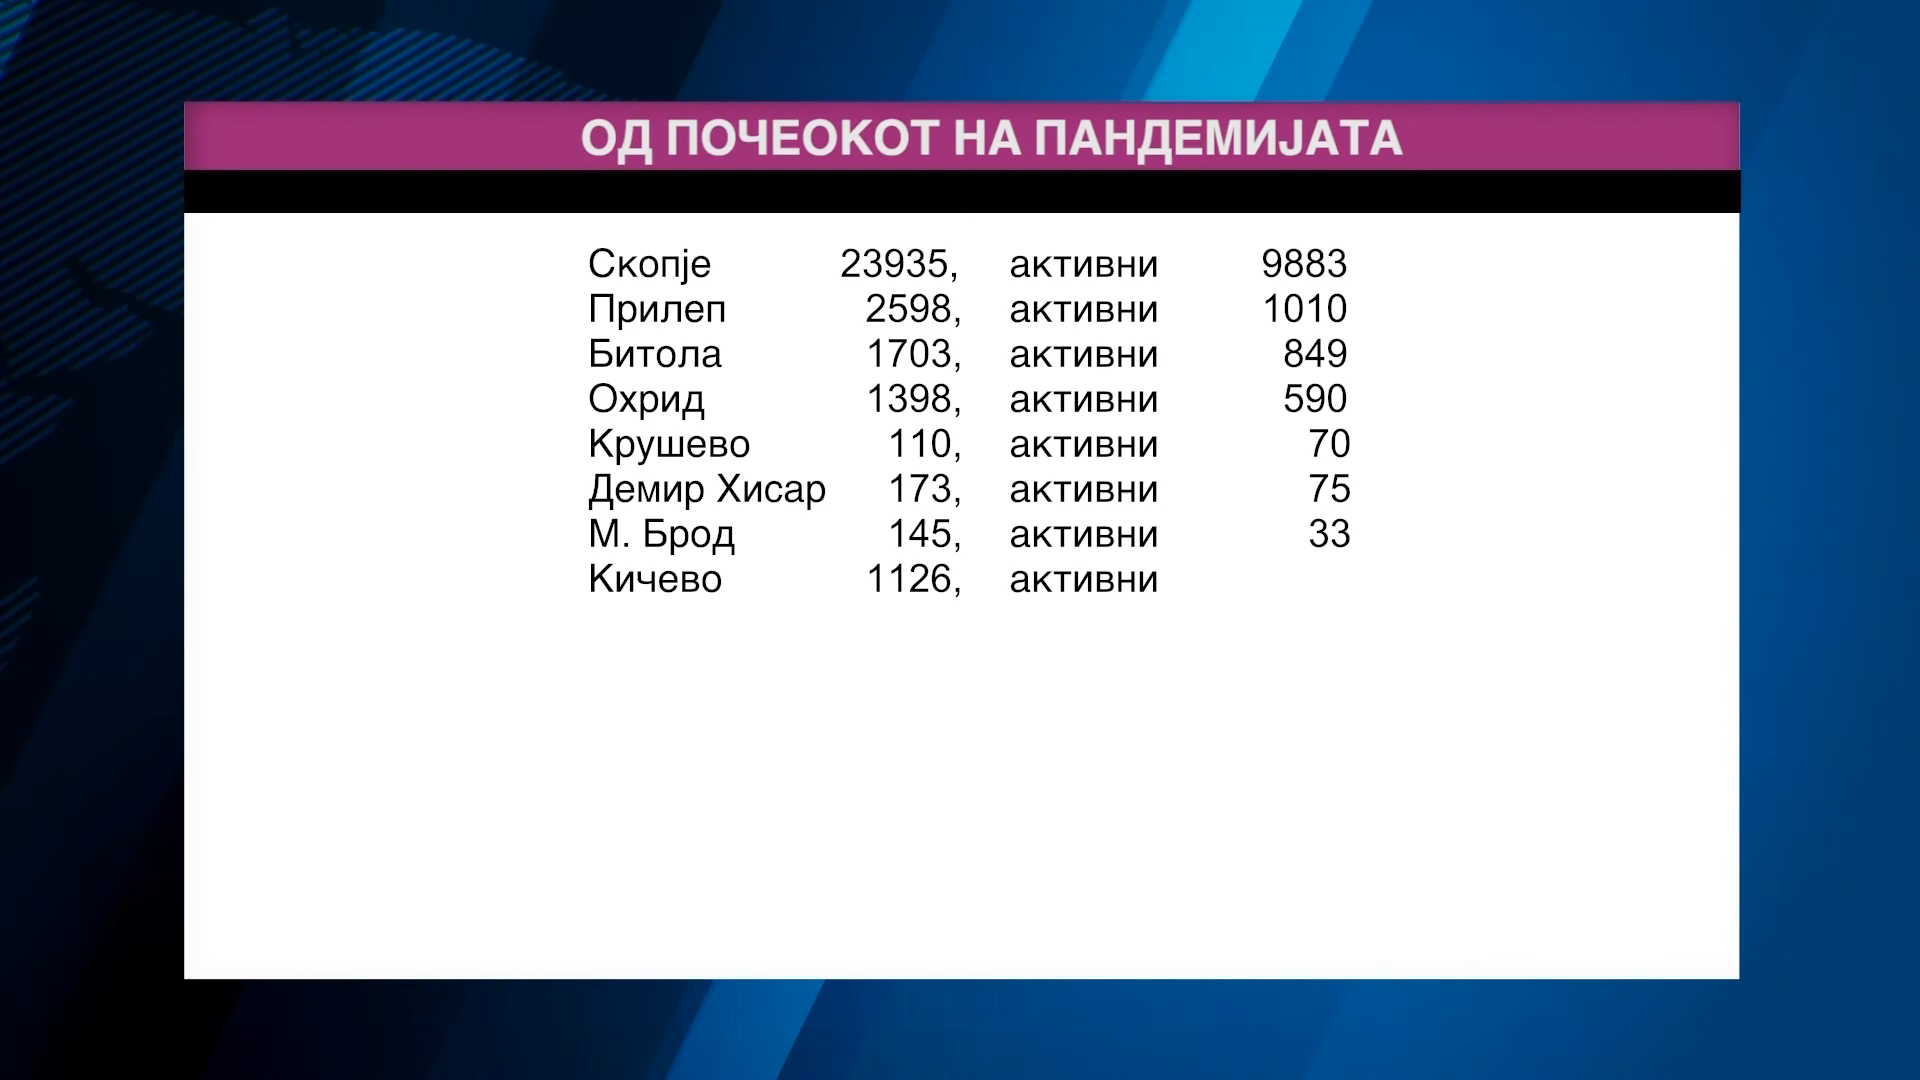 ОД ПОЧЕОКОТ НА ПАНДЕМИЈАТА
Скопје 23935, активни 9883
Прилеп 2598, активни 1010
Битола 1703, активни 849
Охрид 1398, активни 590
Крушево 110, активни 70
Демир Хисар 173, активни 75
М. Брод 145, активни 33
Кичево 1126, активни